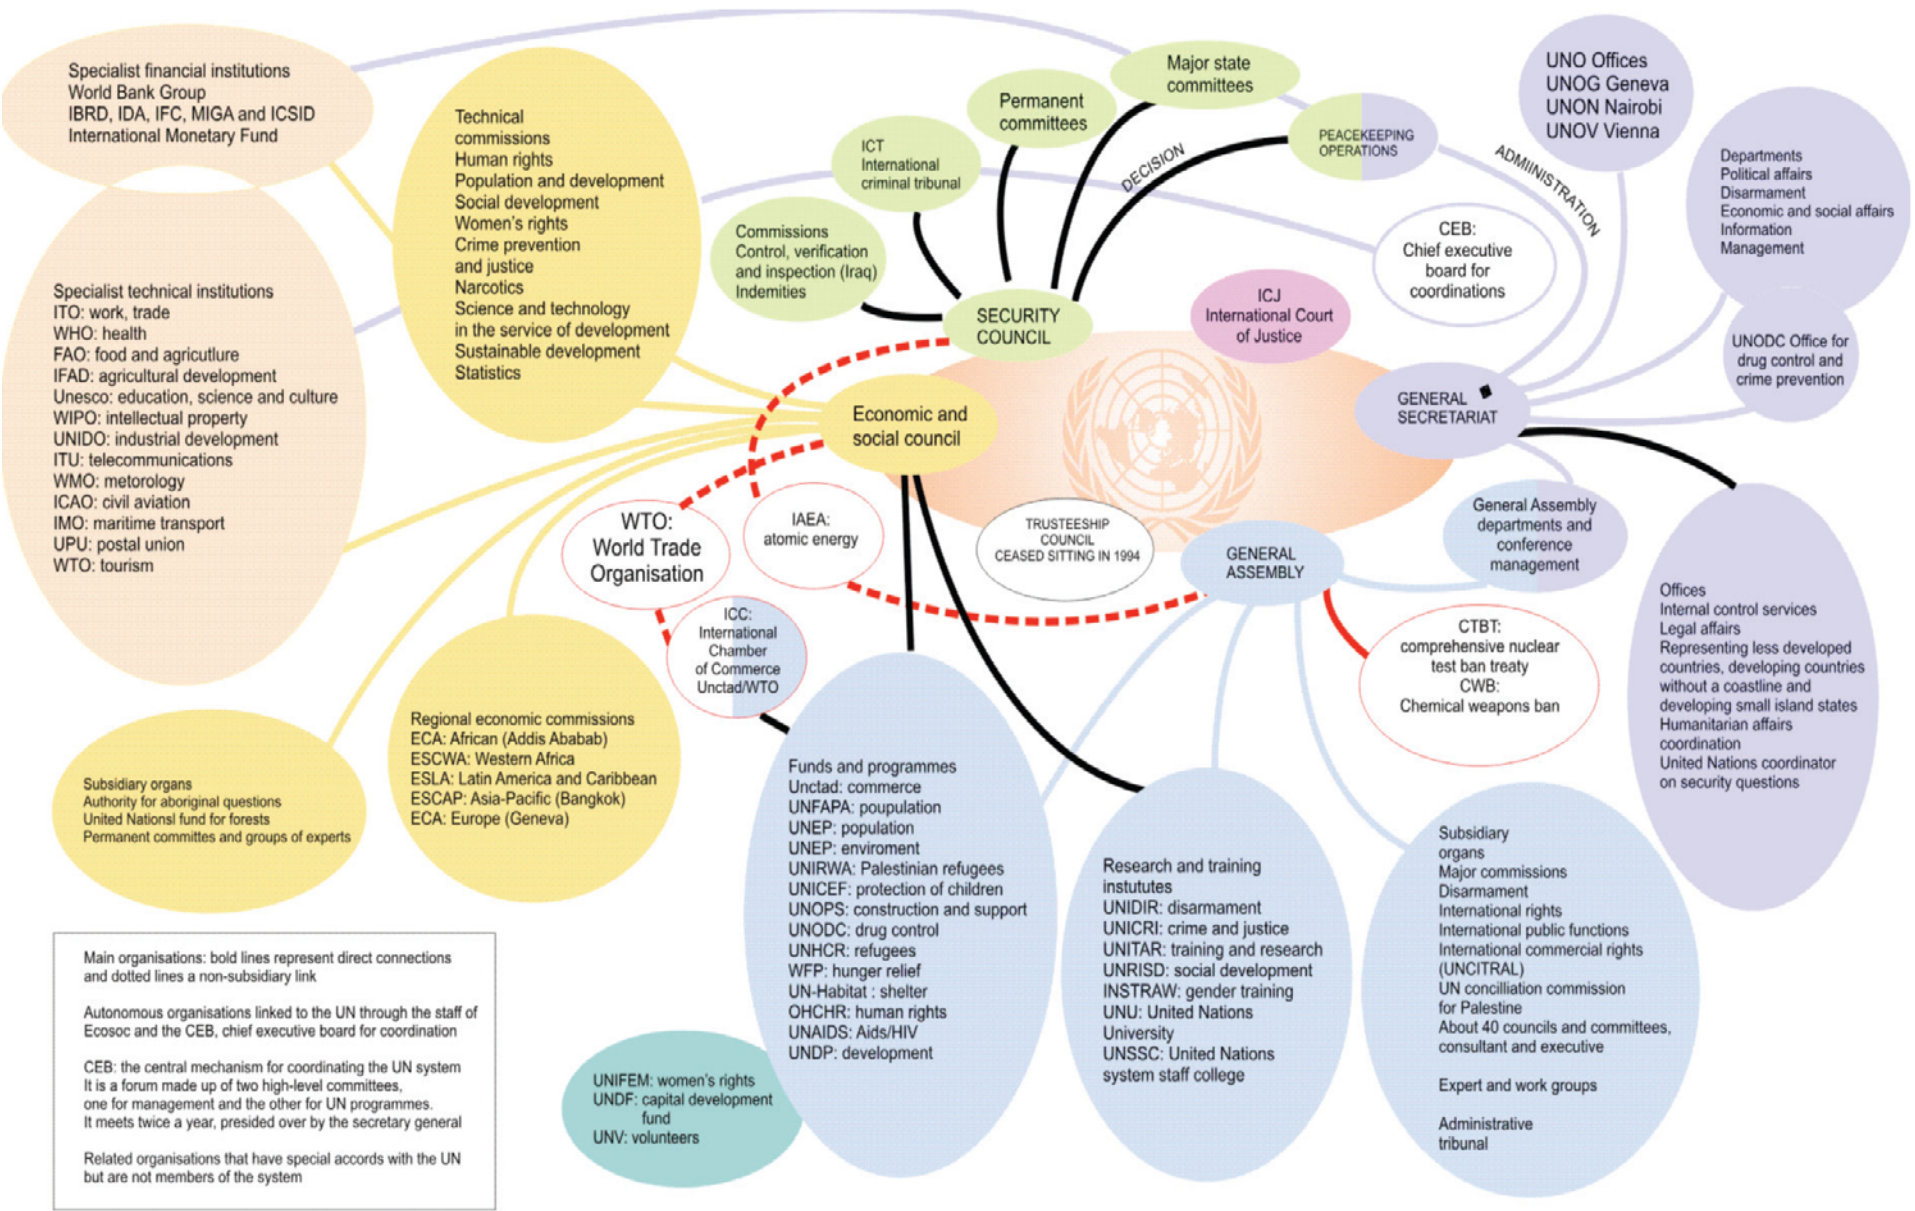 Specialist financial institutions
World Bank Group
IBRD, IDA, IFC, MIGA and ICSID
International Monetary Fund
Specialist technical institutions
ITO: work, trade
WHO: health
FAO: food and agricutlure
IFAD: agricultural development
Unesco: education, science and culture
WIPO: intellectual property
UNIDO: industrial development
ITU: telecommunications
WMO: metorology
ICAO: civil aviation
IMO: maritime transport
UPU: postal union
WTO: tourism
Technical
commissions
Human rights
Population and development
Social development
Women's rights
Crime prevention
and justice
Narcotics
Science and technology
in the service of development
Sustainable development
Statistics
Commissions
Control, verification
and inspection (Iraq)
Indemities
ICT
International
criminal tribunal
Permanent
committees
Major state
committees
DECISION
PEACEKEEPING
OPERATIONS
ADMIINISTRATION
UNO Offices
UNOG Geneva
UNON Nairobi
UNOV Vienna
Departments
Political affairs
Disarmament
Economic and social affairs
Information
Management
CEB:
Chief executive
board for
coordinations
UNODC Office for
drug control and
crime prevention
SECURITY
COUNCIL
ICJ
International Court
of Justice
GENERAL
SECRETARIAT
Economic and
social council
WTO:
World Trade
Organisation
IAEA:
atomic energy
TRUSTEESHIP
COUNCIL
CEASED SITTING IN 1994
GENERAL
ASSEMBLY
General Assembly
departments and
conference
management
ICC:
International
Chamber
of Commerce
Unctad/WTO
CTBT:
comprehensive nuclear
test ban treaty
CWB:
Chemical weapons ban
Offices
Internal control services
Legal affairs
Representing less developed
countries, developing countries
without a coastline and
developing small island states
Humanitarian affairs
coordination
United Nations coordinator
on security questions
Subsidiary organs
Authority for aboriginal questions
United Nationsl fund for forests
Permanent committe and groups of experts
Regional economic commissions
ECA: African (Addis Ababab)
ESCWA: Western Africa
ESLA: Latin America and Caribbean
ESCAP: Asia-Pacific (Bangkok)
ECA: Europe (Geneva)
Funds and programmes
Unctad: commerce
UNFAPA: poupulation
UNEP: population
UNEP: enviroment
UNIRWA: Palestinian refugees
UNICEF: protection of children
UNOPS: construction and support
UNODC: drug control
UNHCR: refugees
WFP: hunger relief
UN-Habitat : shelter
OHCHR: human rights
UNAIDS: Aids/HIV
UNDP: development
UNIFEM: women's rights
UNDF: capital development
fund
UNV: volunteers
Research and training
instututes
UNIDIR: disarmament
UNICRI: crime and justice
UNITAR: training and research
UNRISD: social development
INSTRAW: gender training
UNU: United Nations
University
UNSSC: United Nations
system staff college
Subsidiary
organs
Major commissions
Disarmament
International rights
International public functions
International commercial rights
(UNCITRAL)
UN concilliation commission
for Palestine
About 40 councils and committees,
consultant and executive
Expert and work groups
Administrative
tribunal
Main organisations: bold lines represent direct connections
and dotted lines a non-subsidiary link
Autonomous organisations linked to the UN through the staff of
Ecosoc and the CEB, chief executive board for coordination
CEB: the central mechanism for coordinating the UN system
It is a forum made up of two high-level committees,
one for management and the other for UN programmes.
It meets twice a year, presided over by the secretary general
Related organisations that have special accords with the UN
but are not members of the system